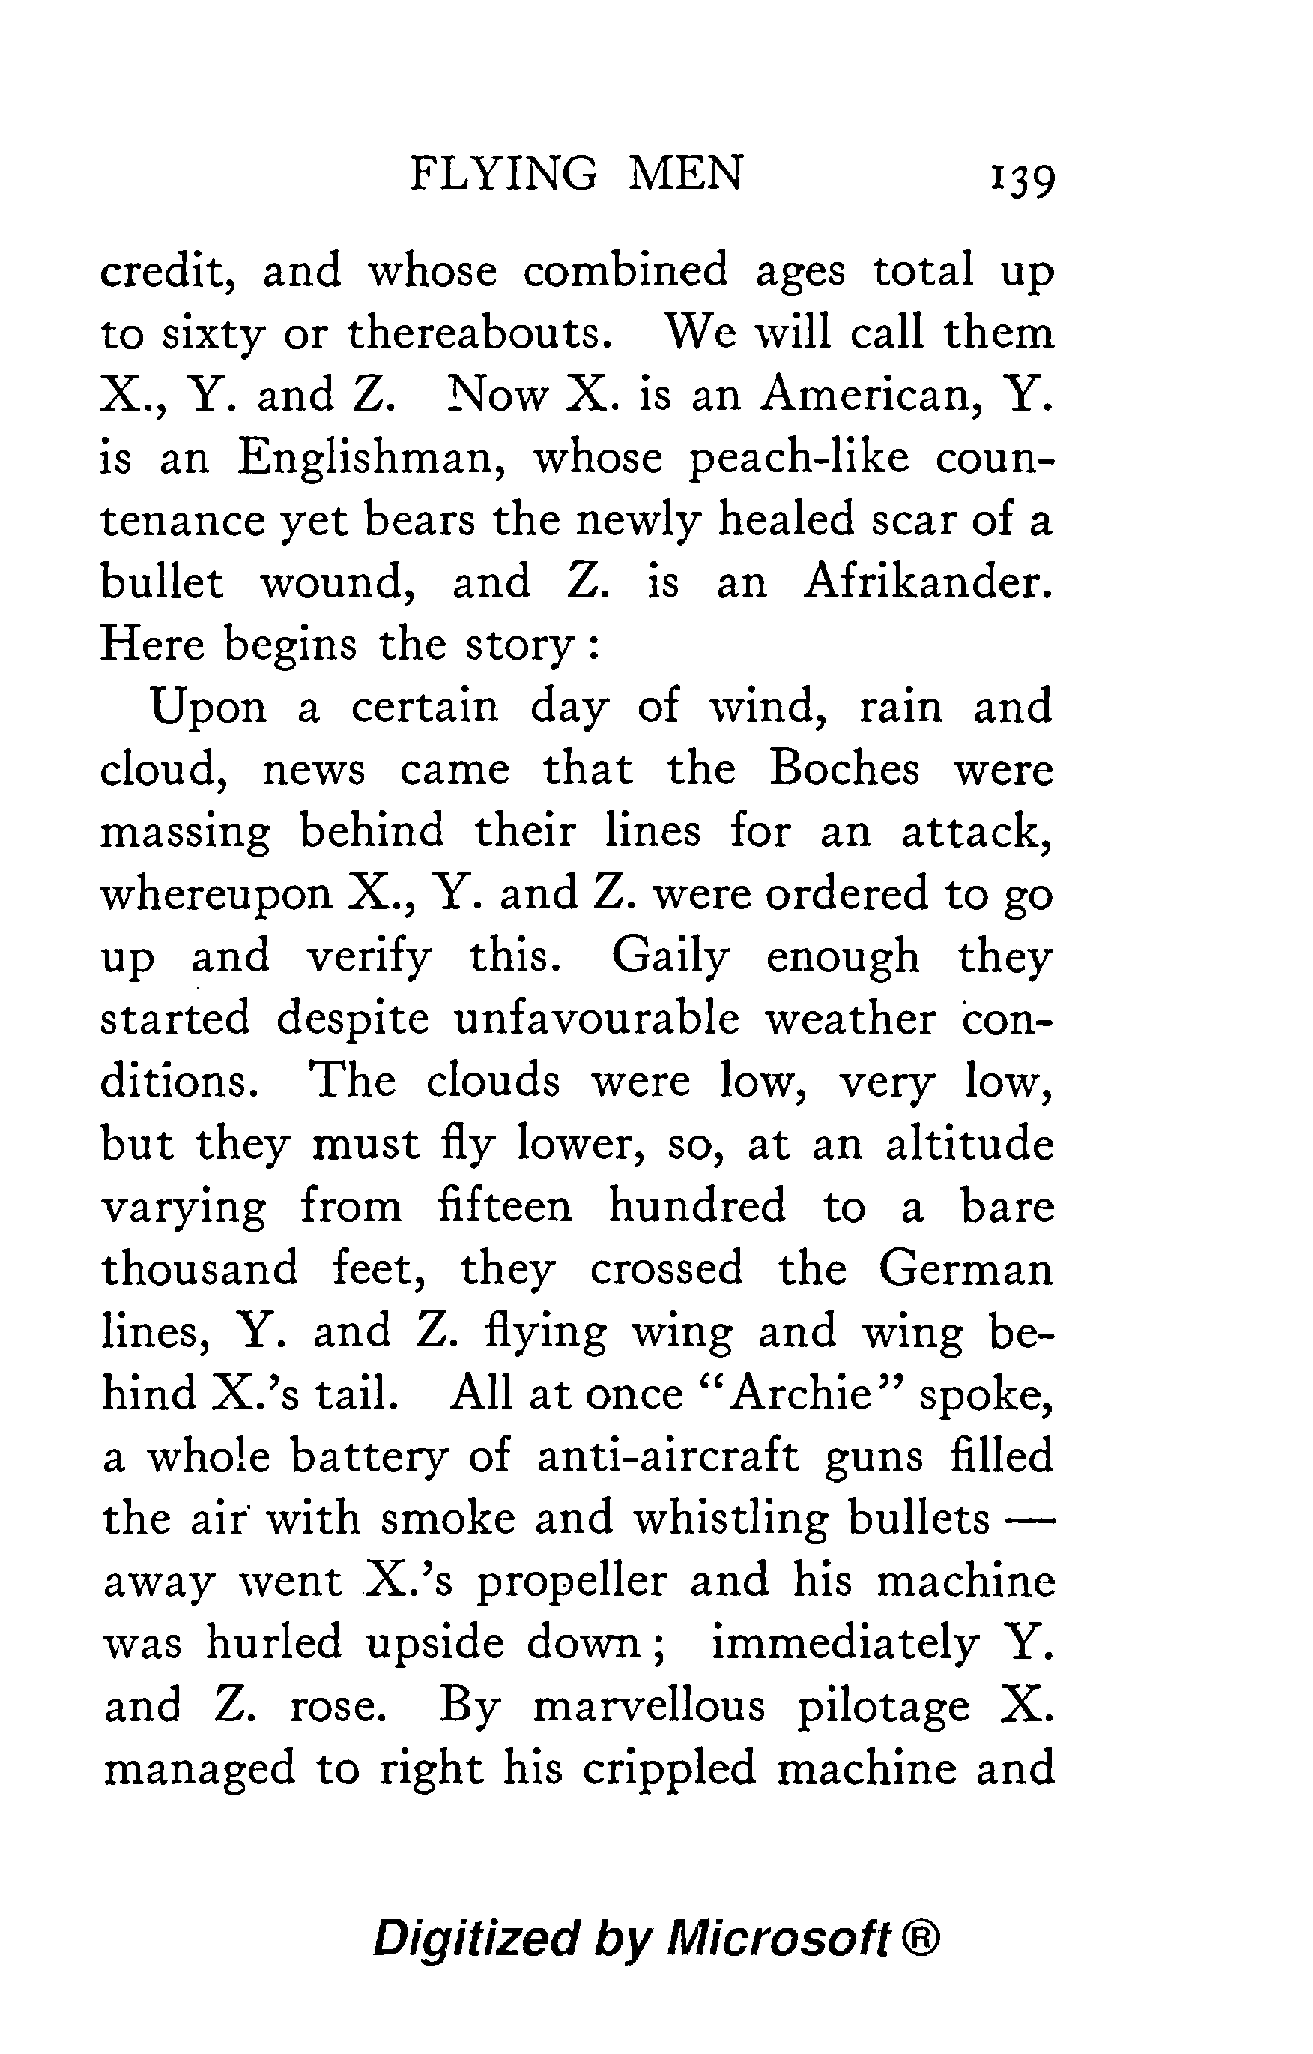 FLYING MEN 139
credit, and whose combined ages total up
to sixty or thereabouts. We will call them
X., Y. and Z. Now X. is an American, Y.
is an Englishman, whose peach-like coun-
tenance yet bears the newly healed scar of a
bullet wound, and Z. is an Afrikander.
Here begins the story :
Upon a certain day of wind, rain and
cloud, news came that the Boches were
massing behind their lines for an attack,
whereupon X., Y. and Z. were ordered to go
up and verify this. Gaily enough they
started despite unfavourable weather con-
ditions. The clouds were low, very low,
but they must fly lower, so, at an altitude
varying from fifteen hundred to a bare
thousand feet, they crossed the German
lines, Y. and Z. flying wing and wing be-
hind X.'s tail. All at once "Archie" spoke,
a whole battery of anti-aircraft guns filled
the air with smoke and whistling bullets —
away went X.'s propeller and his machine
was hurled upside down ; immediately Y.
and Z. rose. By marvellous pilotage X.
managed to right his crippled machine and
Digitized by Microsoft ®